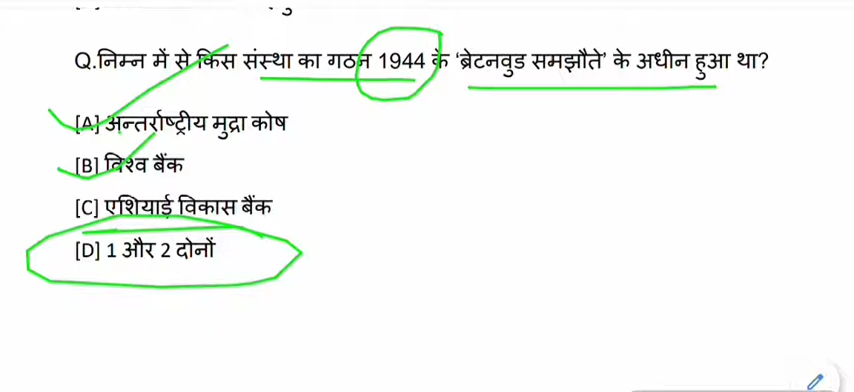 Q.निम्न में से किस संस्था का गठन 1944 के ‘ब्रेटनवुड समझौते’ के अधीन हुआ था?
[A] अन्तर्राष्ट्रीय मुद्रा कोष
[B] विश्व बैंक
[C] एशियाई विकास बैंक
[D] 1 और 2 दोनों